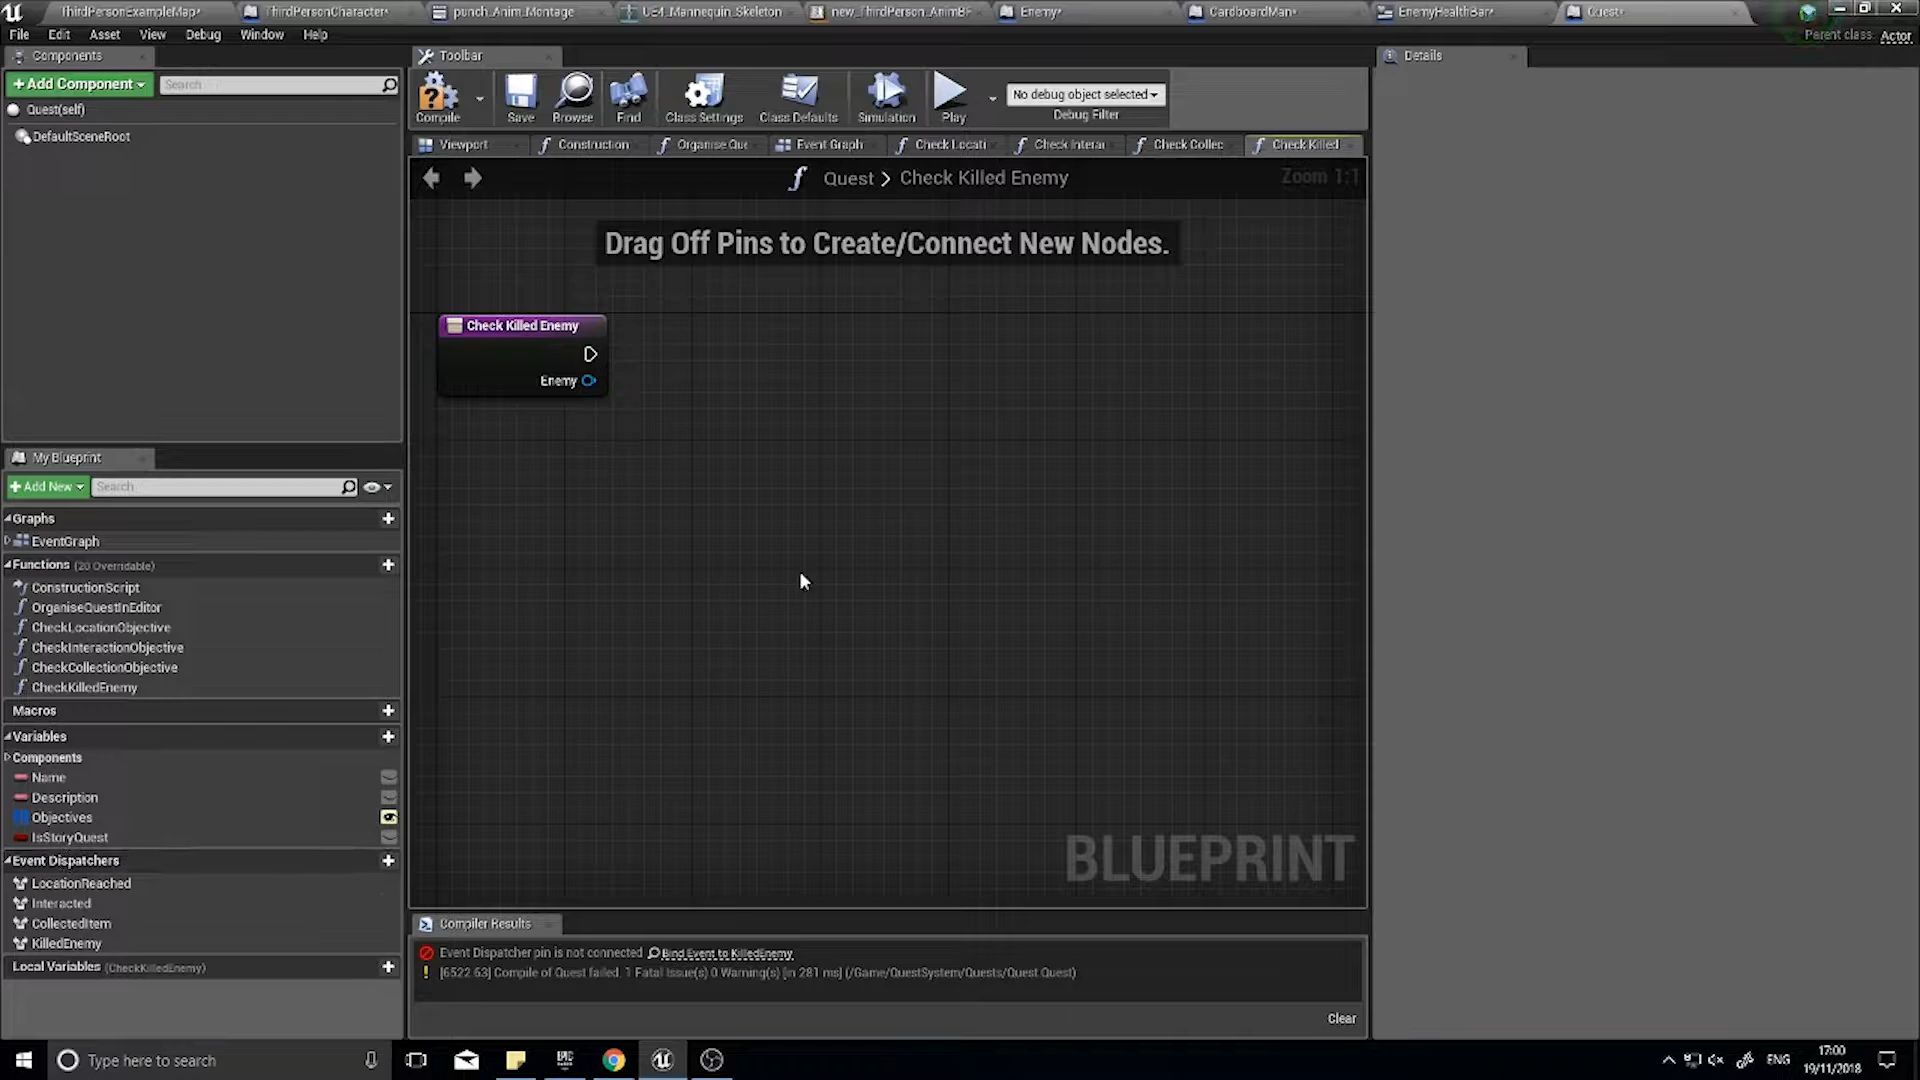 ThirdPersonExampleMap*
ThirdPersonCharacter*
punch_Anim_Montage
UE4_Mannequin_Skeleton
new_ThirdPerson_AnimBP
Enemy*
CardboardMan*
EnemyHealthBar*
Quest*
File Edit Asset View Debug Window Help
Parent class: Actor
Components
Toolbar
Details
+Add Component
Search
Quest(self)
DefaultSceneRoot
Compile
Save
Browse
Find
Class Settings
Class Defaults
Simulation
Play
No debug object selected
Debug Filter
Viewport
Construction
Organise Que
Event Graph
Check Locati
Check Interac
Check Collec
Check Killed
Quest > Check Killed Enemy
Zoom 1:1
Drag Off Pins to Create/Connect New Nodes.
Check Killed Enemy
Enemy
BLUEPRINT
My Blueprint
+Add New
Search
Graphs
EventGraph
Functions (20 Overridable)
ConstructionScript
OrganiseQuestInEditor
CheckLocationObjective
CheckInteractionObjective
CheckCollectionObjective
CheckKilledEnemy
Macros
Variables
Components
Name
Description
Objectives
IsStoryQuest
Event Dispatchers
LocationReached
Interacted
CollectedItem
KilledEnemy
Local Variables (CheckKilledEnemy)
Compiler Results
Event Dispatcher pin is not connected Bind Event to KilledEnemy
[6522.63] Compile of Quest failed. 1 Fatal Issue(s) 0 Warning(s) [in 281 ms] (/Game/QuestSystem/Quests/Quest.Quest)
Clear
Type here to search
EPIC
ENG
17:00
19/11/2018